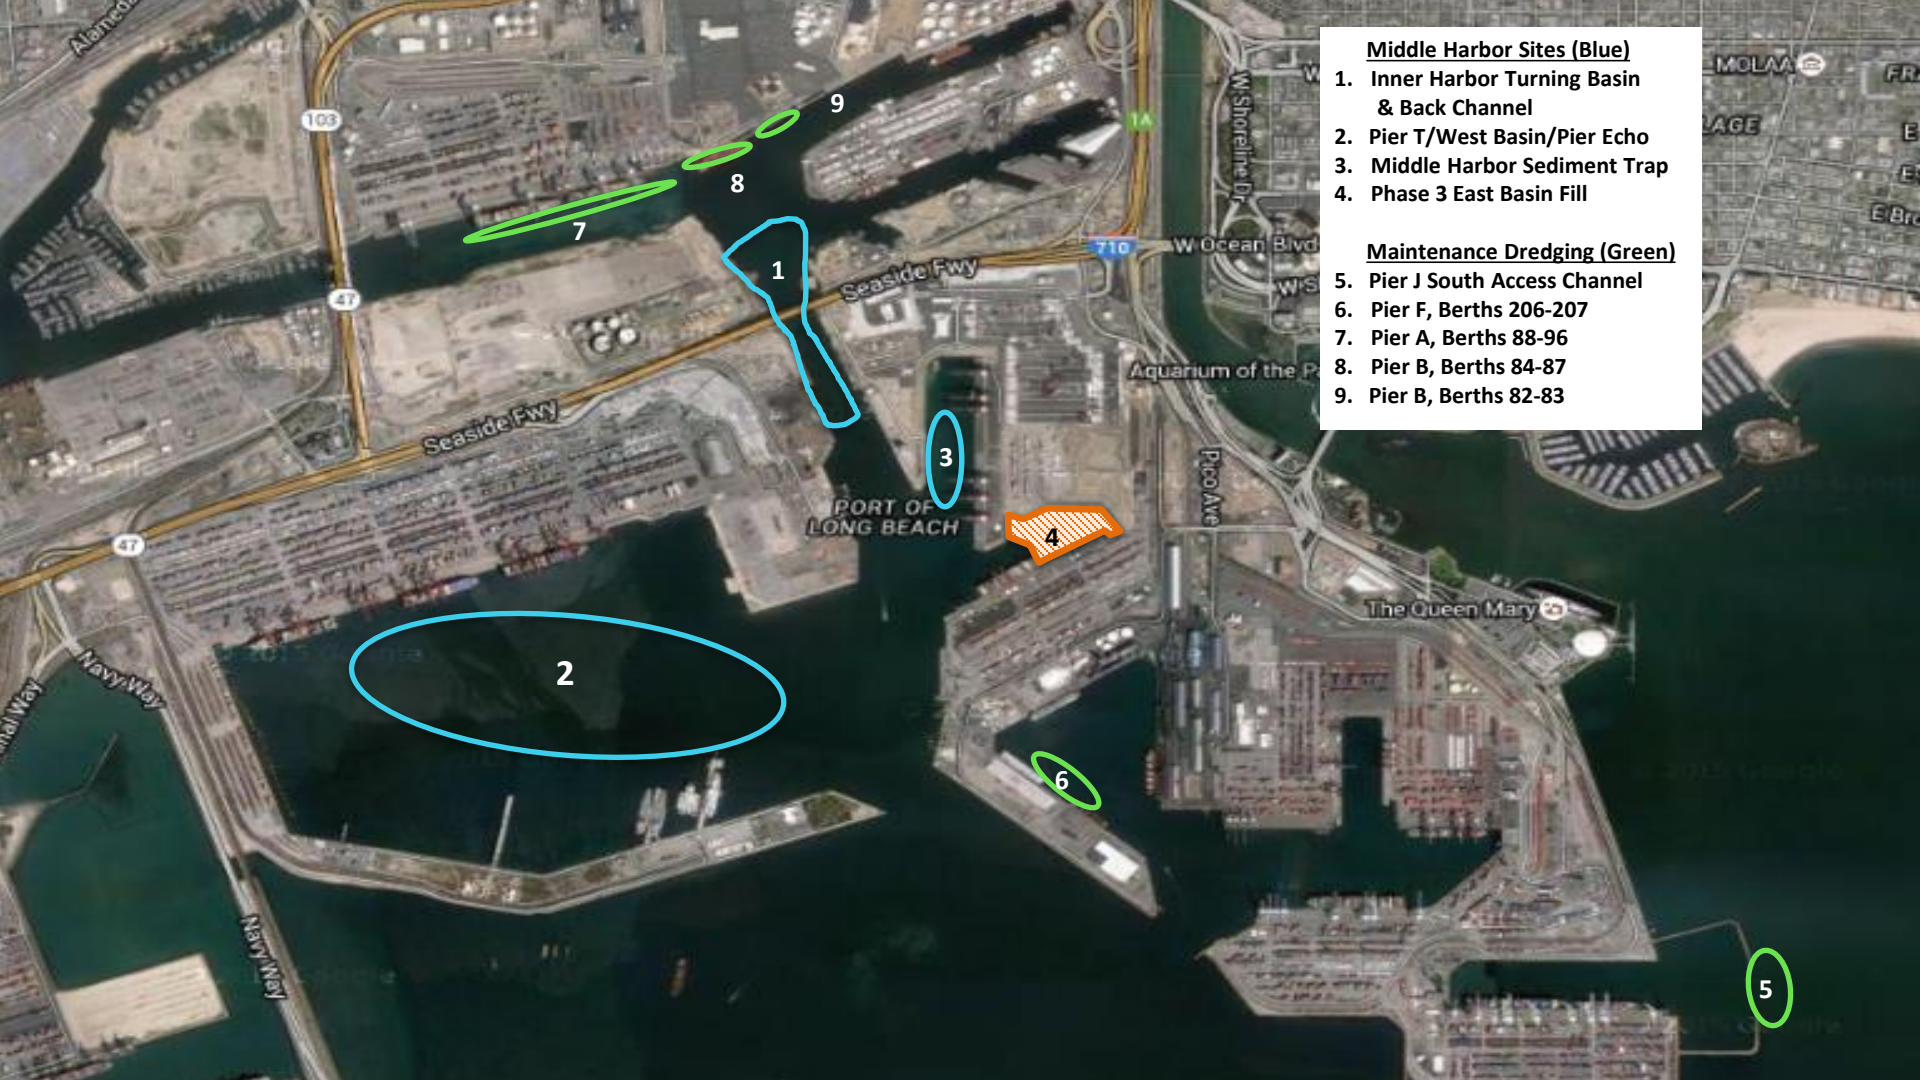 Middle Harbor Sites (Blue)
1. Inner Harbor Turning Basin
& Back Channel
2. Pier T/West Basin/Pier Echo
3. Middle Harbor Sediment Trap
4. Phase 3 East Basin Fill
Maintenance Dredging (Green)
5. Pier J South Access Channel
6. Pier F, Berths 206-207
7. Pier A, Berths 88-96
8. Pier B, Berths 84-87
9. Pier B, Berths 82-83
MOLAA
103
9
1A
W Shoreline Dr
8
7
W Ocean Blvd
710
1
Seaside Fwy
47
Aquarium of the
Seaside Fwy
3
Pico Ave
PORT OF
LONG BEACH
4
47
The Queen Mary
2
Navy Way
6
Navy Way
5